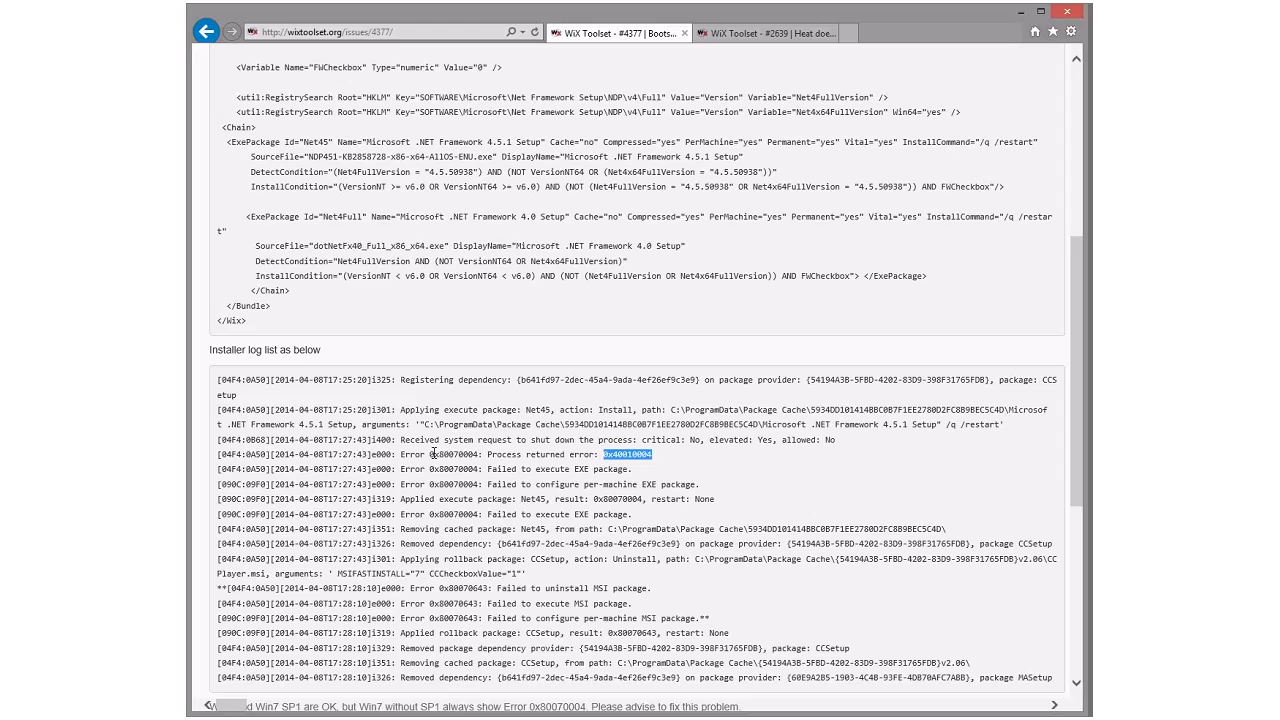 http://wixtoolset.org/issues/4377/
WiX Toolset - #4377 | Boots...
WiX Toolset - #2639 | Heat doe...
<Variable Name="FWCheckbox" Type="numeric" Value="0" />
<util:RegistrySearch Root="HKLM" Key="SOFTWARE\Microsoft\Net Framework Setup\NDP\v4\Full" Value="Version" Variable="Net4FullVersion" />
<util:RegistrySearch Root="HKLM" Key="SOFTWARE\Microsoft\Net Framework Setup\NDP\v4\Full" Value="Version" Variable="Net4x64FullVersion" Win64="yes" />
<Chain>
<ExePackage Id="Net45" Name="Microsoft .NET Framework 4.5.1 Setup" Cache="no" Compressed="yes" PerMachine="yes" Permanent="yes" Vital="yes" InstallCommand="/q /restart"
SourceFile="NDP451-KB2858728-x86-x64-AllOS-ENU.exe" DisplayName="Microsoft .NET Framework 4.5.1 Setup"
DetectCondition="(Net4FullVersion = "4.5.50938") AND (NOT VersionNT64 OR (Net4x64FullVersion = "4.5.50938"))"
InstallCondition="(VersionNT >= v6.0 OR VersionNT64 >= v6.0) AND (NOT (Net4FullVersion = "4.5.50938" OR Net4x64FullVersion = "4.5.50938")) AND FWCheckbox"/>
<ExePackage Id="Net4Full" Name="Microsoft .NET Framework 4.0 Setup" Cache="no" Compressed="yes" PerMachine="yes" Permanent="yes" Vital="yes" InstallCommand="/q /restar
t"
SourceFile="dotNetFx40_Full_x86_x64.exe" DisplayName="Microsoft .NET Framework 4.0 Setup"
DetectCondition="Net4FullVersion AND (NOT VersionNT64 OR Net4x64FullVersion)"
InstallCondition="(VersionNT < v6.0 OR VersionNT64 < v6.0) AND (NOT (Net4FullVersion OR Net4x64FullVersion)) AND FWCheckbox"> </ExePackage>
</Chain>
</Bundle>
</Wix>
Installer log list as below
[04F4:0A50][2014-04-08T17:25:20]i325: Registering dependency: {b641fd97-2dec-45a4-9ada-4ef26ef9c3e9} on package provider: {54194A3B-5FBD-4202-83D9-398F31765FDB}, package: CCS
etup
[04F4:0A50][2014-04-08T17:25:20]i301: Applying execute package: Net45, action: Install, path: C:\ProgramData\Package Cache\5934DD101414BBC0B7F1EE2780D2FC8B9BEC5C4D\Microsof
t .NET Framework 4.5.1 Setup, arguments: '"C:\ProgramData\Package Cache\5934DD101414BBC0B7F1EE2780D2FC8B9BEC5C4D\Microsoft .NET Framework 4.5.1 Setup" /q /restart'
[04F4:0B68][2014-04-08T17:27:43]i400: Received system request to shut down the process: critical: No, elevated: Yes, allowed: No
[04F4:0A50][2014-04-08T17:27:43]e000: Error 0x80070004: Process returned error: 0x40010004
[04F4:0A50][2014-04-08T17:27:43]e000: Error 0x80070004: Failed to execute EXE package.
[090C:09F0][2014-04-08T17:27:43]e000: Error 0x80070004: Failed to configure per-machine EXE package.
[090C:09F0][2014-04-08T17:27:43]i319: Applied execute package: Net45, result: 0x80070004, restart: None
[090C:09F0][2014-04-08T17:27:43]e000: Error 0x80070004: Failed to execute EXE package.
[04F4:0A50][2014-04-08T17:27:43]i351: Removing cached package: Net45, from path: C:\ProgramData\Package Cache\5934DD101414BBC0B7F1EE2780D2FC8B9BEC5C4D\
[04F4:0A50][2014-04-08T17:27:43]i326: Removed dependency: {b641fd97-2dec-45a4-9ada-4ef26ef9c3e9} on package provider: {54194A3B-5FBD-4202-83D9-398F31765FDB}, package CCSetup
[04F4:0A50][2014-04-08T17:27:43]i301: Applying rollback package: CCSetup, action: Uninstall, path: C:\ProgramData\Package Cache\{54194A3B-5FBD-4202-83D9-398F31765FDB}v2.06\CC
Player.msi, arguments: ' MSIFASTINSTALL="7" CCCheckboxValue="1"'
**[04F4:0A50][2014-04-08T17:28:10]e000: Error 0x80070643: Failed to uninstall MSI package.
[04F4:0A50][2014-04-08T17:28:10]e000: Error 0x80070643: Failed to execute MSI package.
[090C:09F0][2014-04-08T17:28:10]e000: Error 0x80070643: Failed to configure per-machine MSI package.**
[090C:09F0][2014-04-08T17:28:10]i319: Applied rollback package: CCSetup, result: 0x80070643, restart: None
[04F4:0A50][2014-04-08T17:28:10]i329: Removed package dependency provider: {54194A3B-5FBD-4202-83D9-398F31765FDB}, package: CCSetup
[04F4:0A50][2014-04-08T17:28:10]i351: Removing cached package: CCSetup, from path: C:\ProgramData\Package Cache\{54194A3B-5FBD-4202-83D9-398F31765FDB}v2.06\
[04F4:0A50][2014-04-08T17:28:10]i326: Removed dependency: {b641fd97-2dec-45a4-9ada-4ef26ef9c3e9} on package provider: {60E9A2B5-1903-4C4B-93FE-4DB70AFC7ABB}, package MASetup
Win7 SP1 are OK, but Win7 without SP1 always show Error 0x80070004. Please advise to fix this problem.